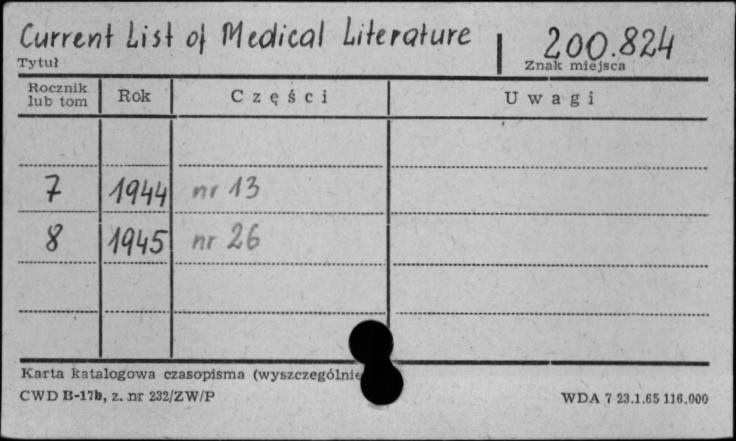 Current List of Medical Literature
200.824
Tytuł
Znak miejsca
Rocznik lub tom
Rok
Części
Uwagi
7 1944 nr 13
8 1945 nr 26
Karta katalogowa czasopisma
CWD B-17b, z. nr 232/ZW/P
WDA 7 23.1.65 116.000